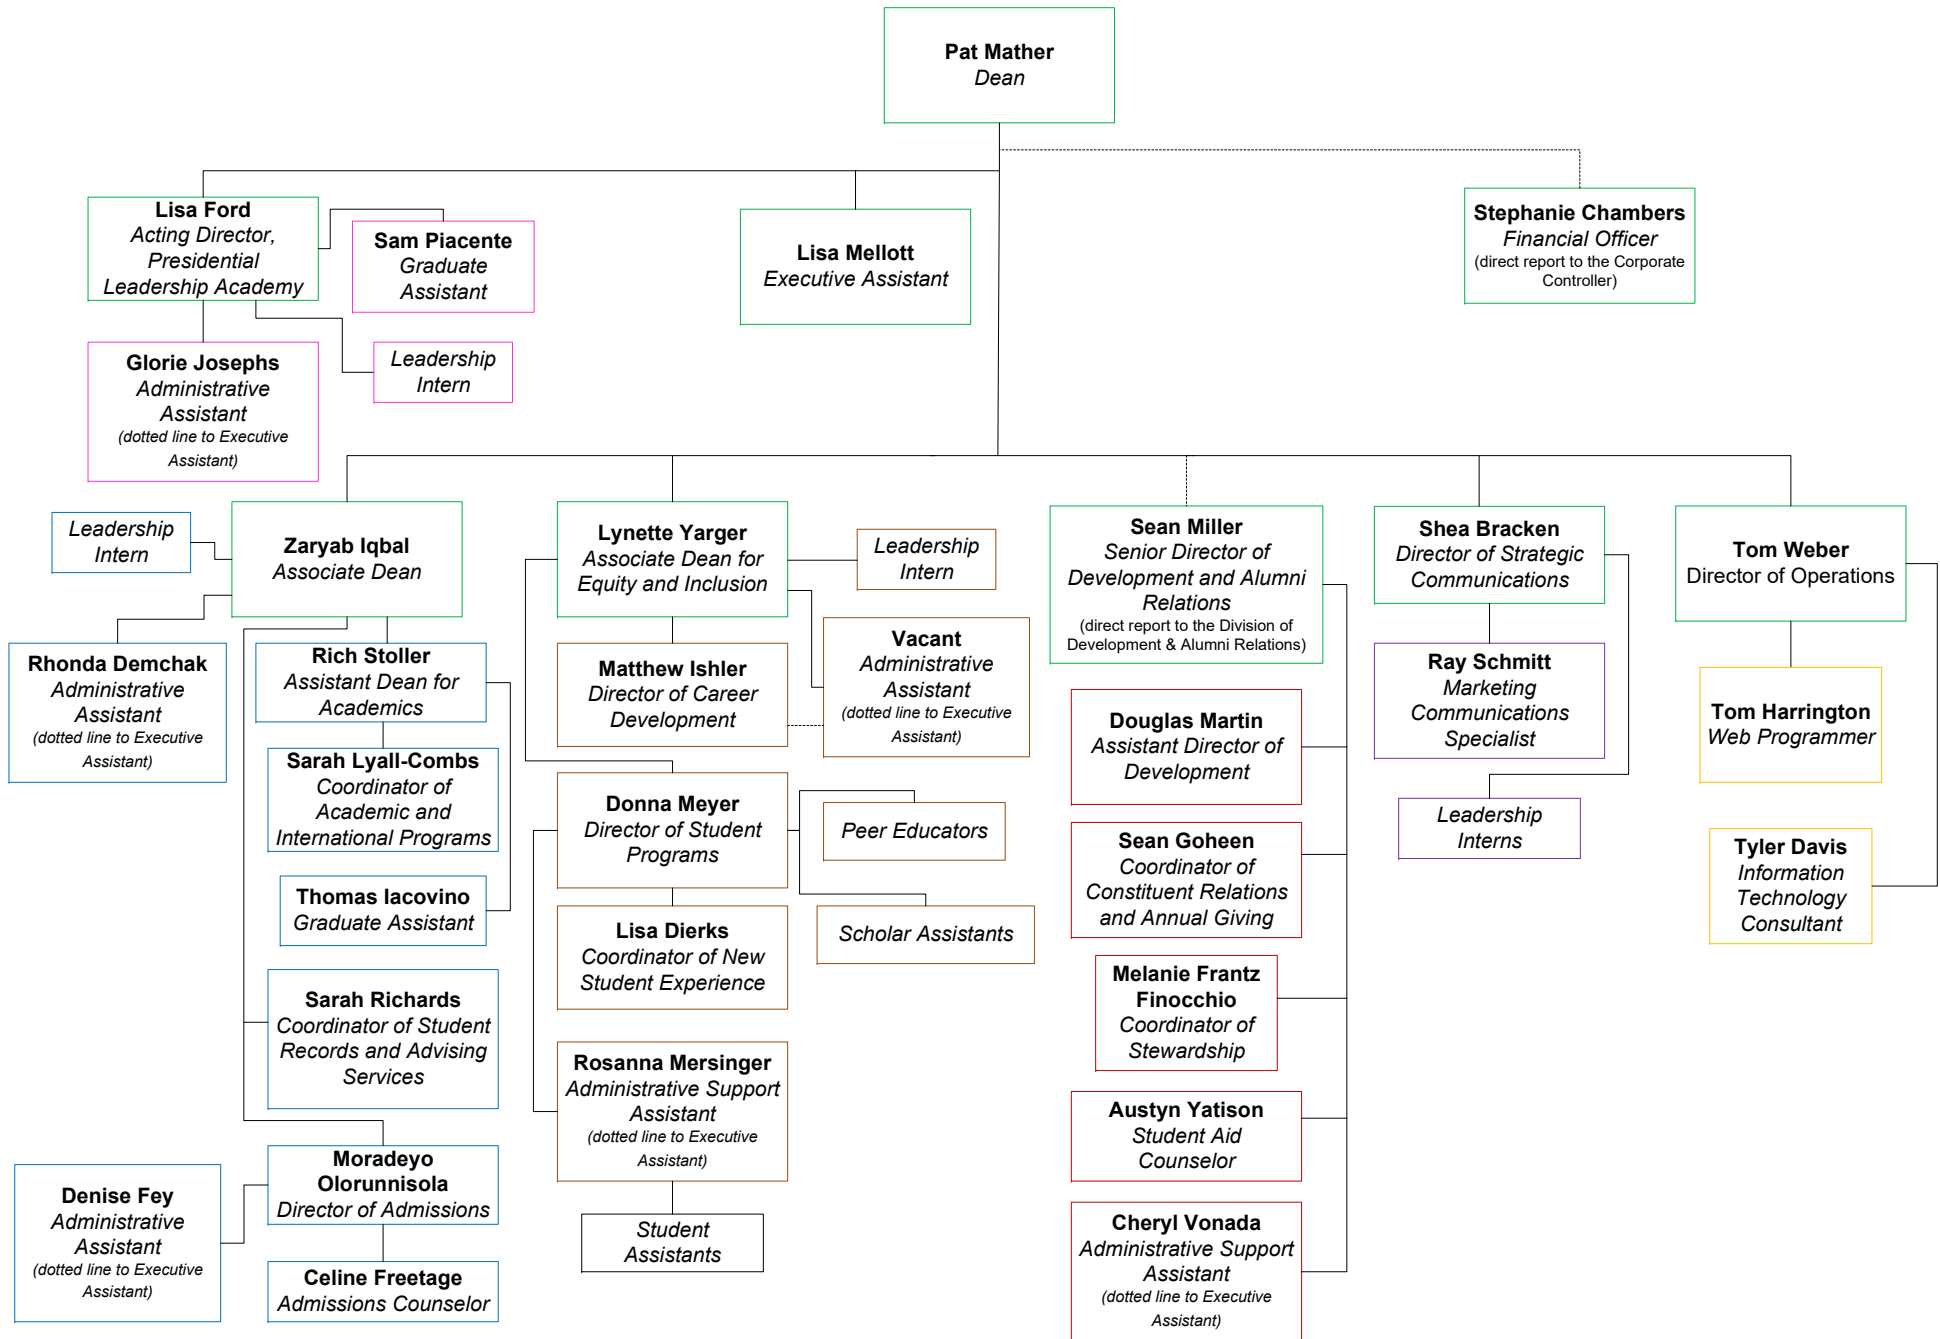 Pat Mather
Dean
Lisa Ford
Acting Director,
Presidential
Leadership Academy
Sam Piacente
Graduate
Assistant
Lisa Mellott
Executive Assistant
Stephanie Chambers
Financial Officer
(direct report to the Corporate
Controller)
Glorie Josephs
Administrative
Assistant
(dotted line to Executive
Assistant)
Leadership
Intern
Leadership
Intern
Zaryab Iqbal
Associate Dean
Lynette Yarger
Associate Dean for
Equity and Inclusion
Leadership
Intern
Sean Miller
Senior Director of
Development and Alumni
Relations
(direct report to the Division of
Development & Alumni Relations)
Shea Bracken
Director of Strategic
Communications
Tom Weber
Director of Operations
Rhonda Demchak
Administrative
Assistant
(dotted line to Executive
Assistant)
Rich Stoller
Assistant Dean for
Academics
Matthew Ishler
Director of Career
Development
Vacant
Administrative
Assistant
(dotted line to Executive
Assistant)
Ray Schmitt
Marketing
Communications
Specialist
Tom Harrington
Web Programmer
Sarah Lyall-Combs
Coordinator of
Academic and
International Programs
Donna Meyer
Director of Student
Programs
Peer Educators
Douglas Martin
Assistant Director of
Development
Leadership
Interns
Thomas Iacovino
Graduate Assistant
Lisa Dierks
Coordinator of New
Student Experience
Scholar Assistants
Sean Goheen
Coordinator of
Constituent Relations
and Annual Giving
Tyler Davis
Information
Technology
Consultant
Sarah Richards
Coordinator of Student
Records and Advising
Services
Rosanna Mersinger
Administrative Support
Assistant
(dotted line to Executive
Assistant)
Melanie Frantz
Finocchio
Coordinator of
Stewardship
Austyn Yatison
Student Aid
Counselor
Denise Fey
Administrative
Assistant
(dotted line to Executive
Assistant)
Moradeyo
Olorunnisola
Director of Admissions
Student
Assistants
Cheryl Vonada
Administrative Support
Assistant
(dotted line to Executive
Assistant)
Celine Freetage
Admissions Counselor